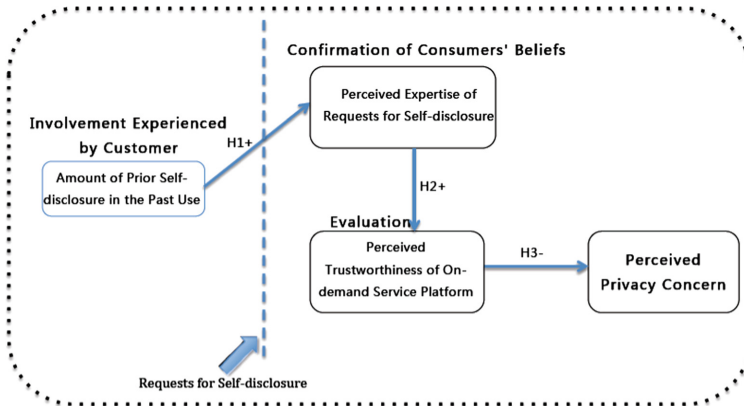 Confirmation of Consumers' Beliefs
Perceived Expertise of
Requests for Self-disclosure
Involvement Experienced
by Customer
H1+
Amount of Prior Self-
disclosure in the Past Use
H2+
Evaluation
Perceived
Trustworthiness of On-
demand Service Platform
H3-
Perceived
Privacy Concern
Requests for Self-disclosure